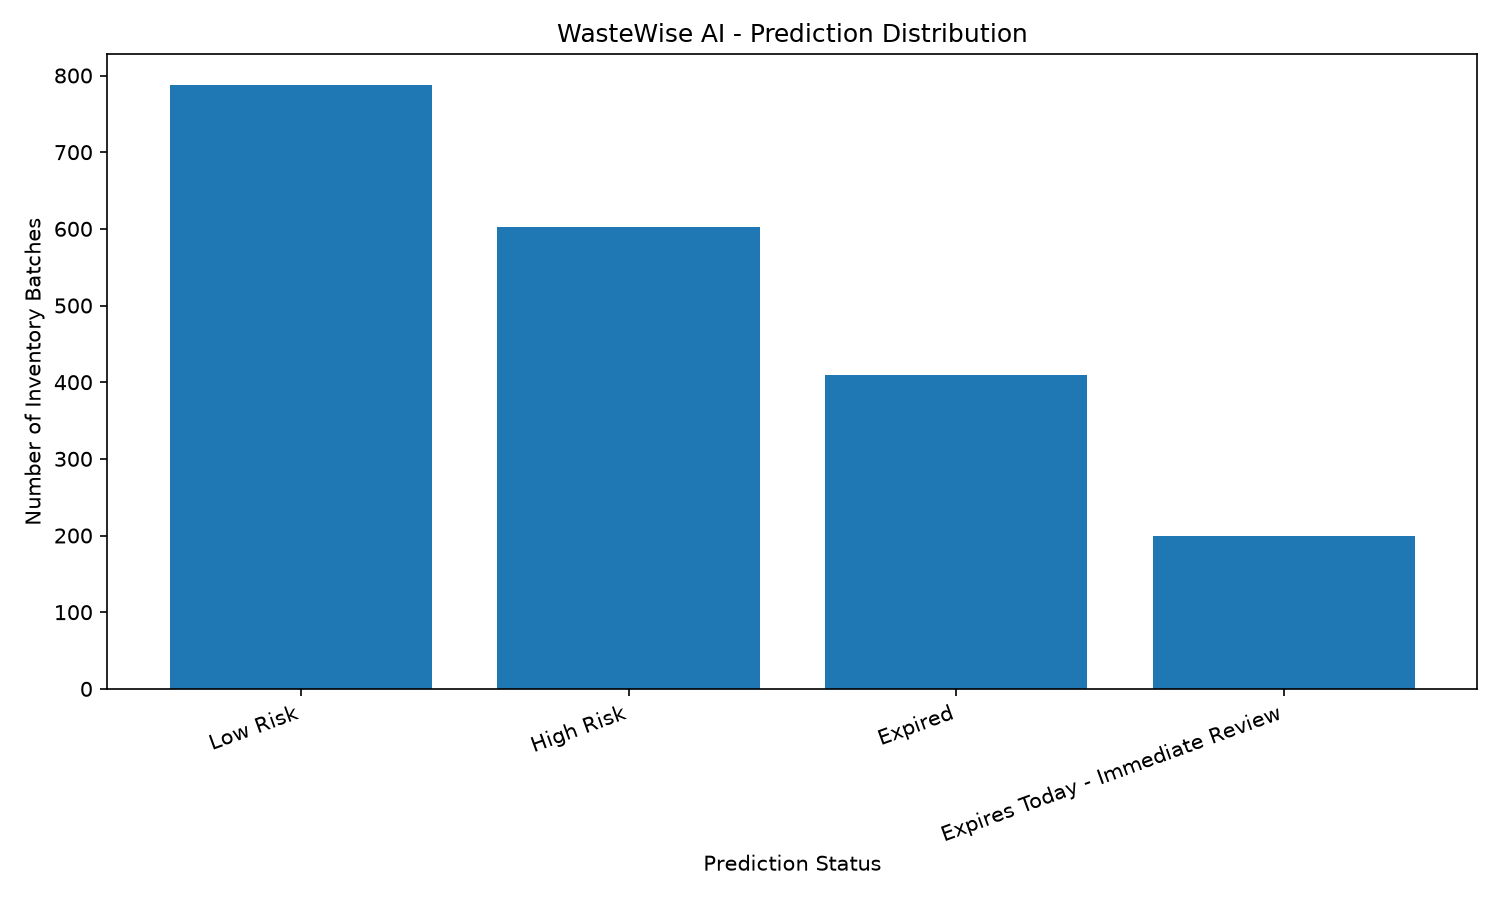 WasteWise AI - Prediction Distribution
Number of Inventory Batches
800
700
600
500
400
300
200
100
0
Low Risk
High Risk
Expired
Expires Today - Immediate Review
Prediction Status